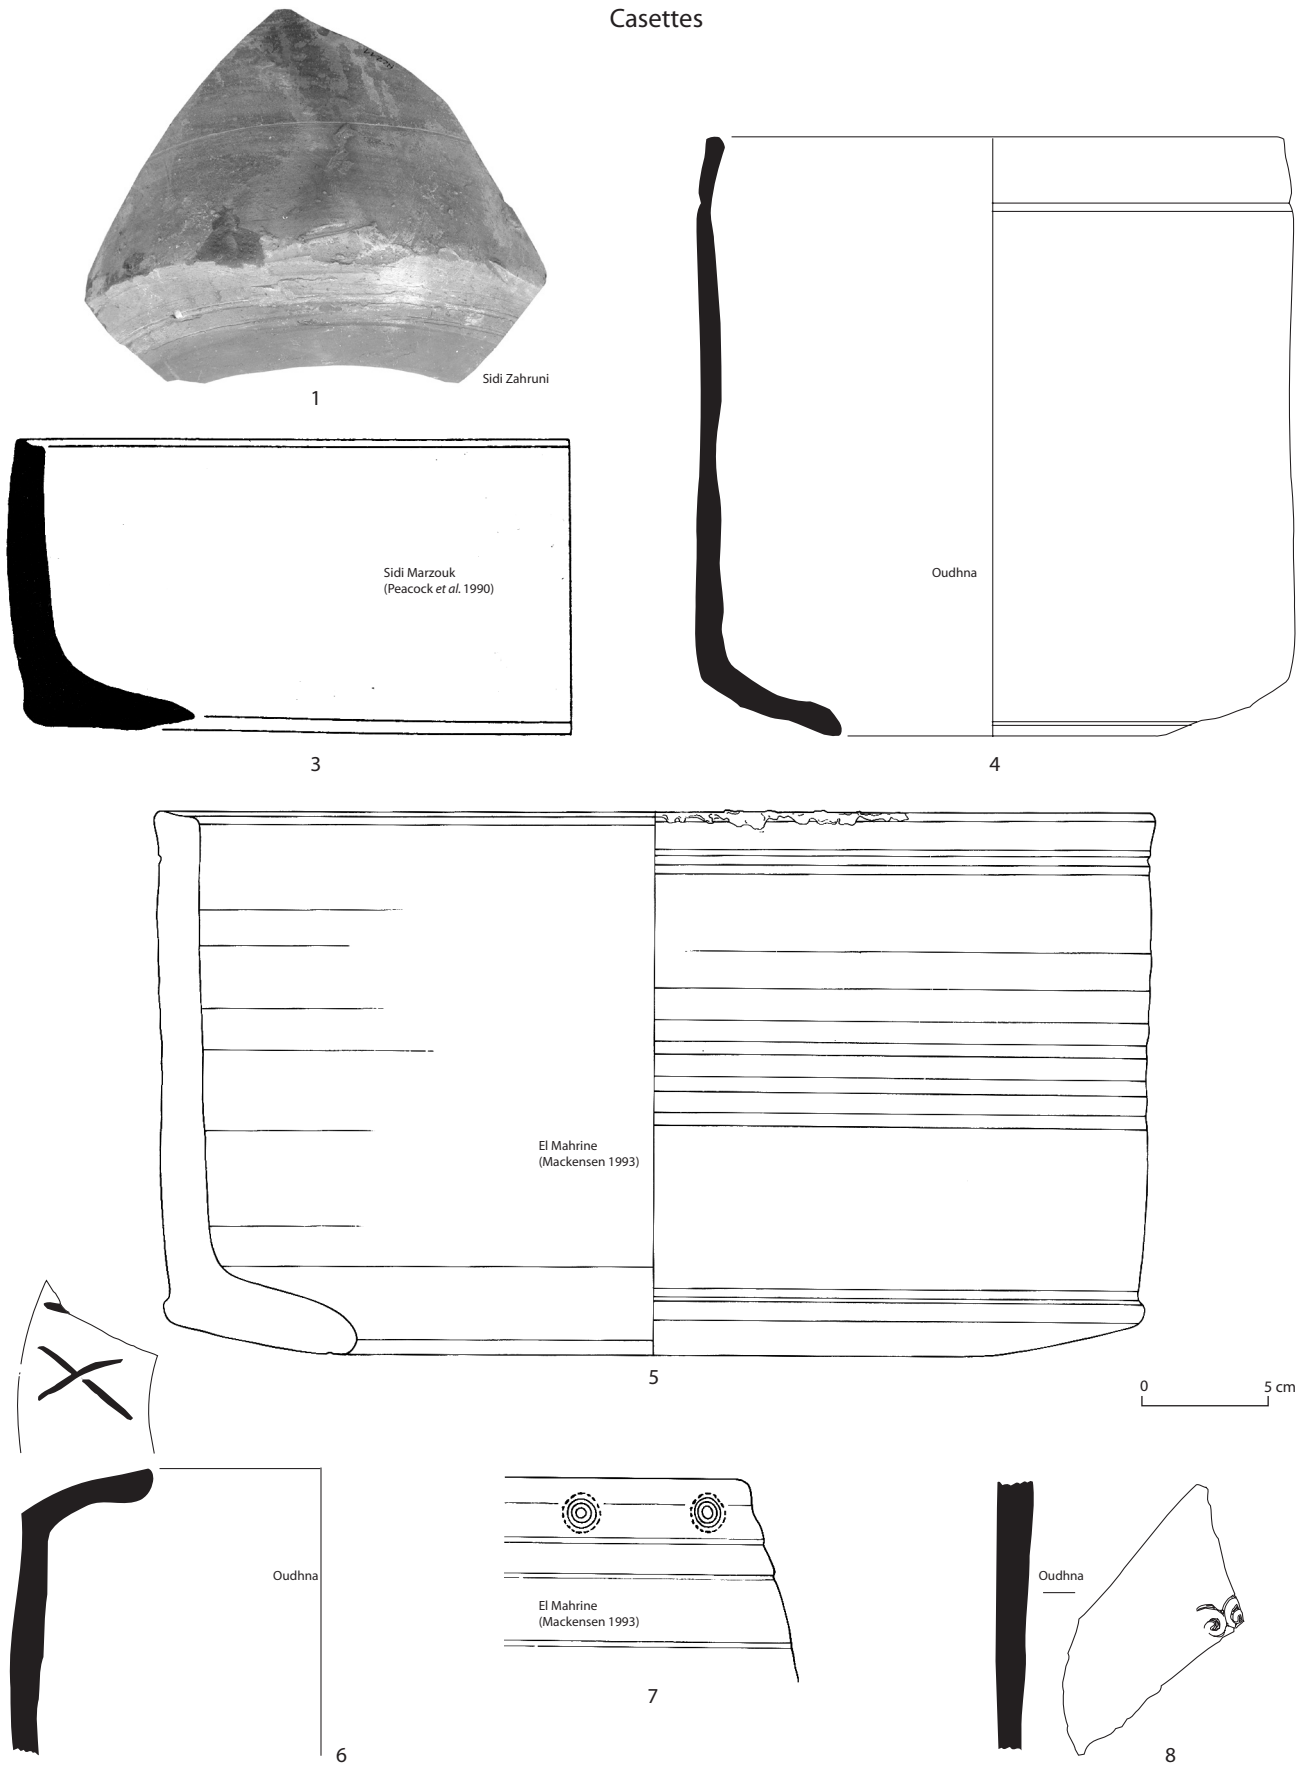 Casettes
Sidi Zahruni
1
Sidi Marzouk
(Peacock et al. 1990)
3
Oudhna
4
El Mahrine
(Mackensen 1993)
5
0 5 cm
Oudhna
6
El Mahrine
(Mackensen 1993)
7
Oudhna
8